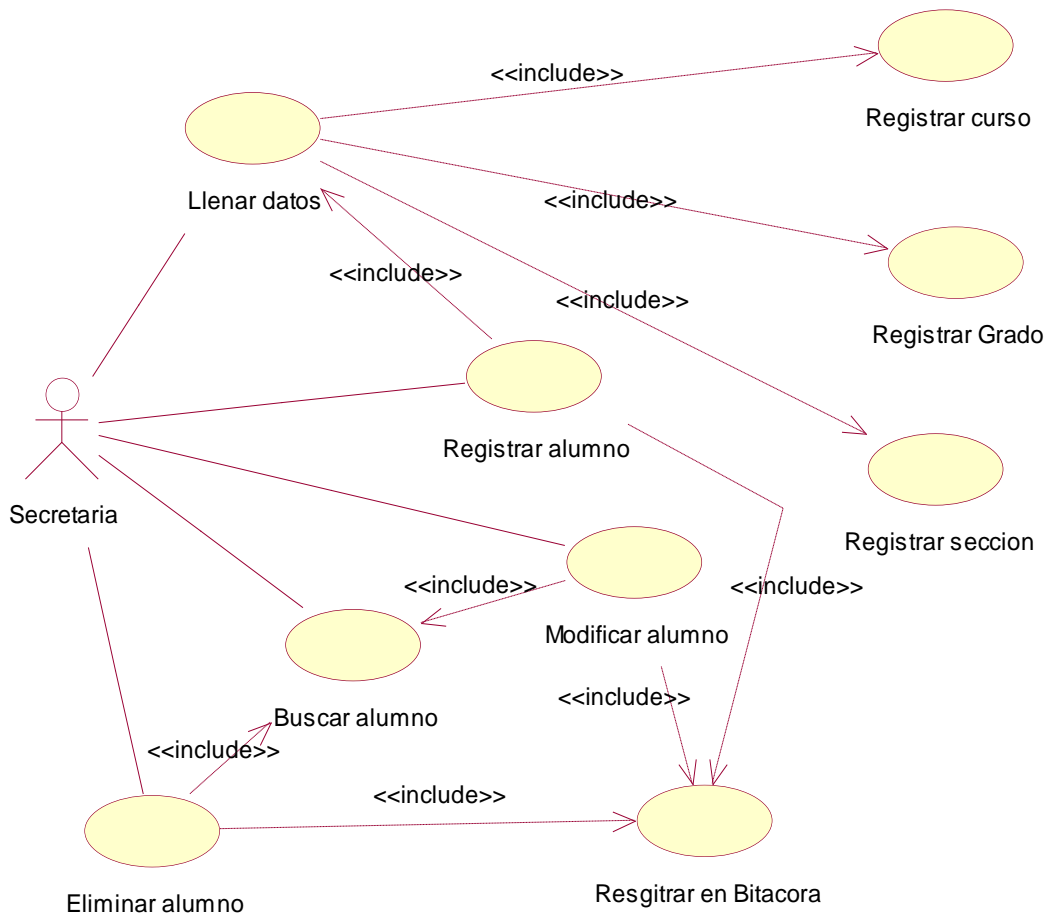 <<include>>
Registrar curso
Llenar datos
<<include>>
<<include>>
<<include>>
Registrar Grado
Registrar alumno
Secretaria
Registrar seccion
<<include>>
<<include>>
Modificar alumno
<<include>>
Buscar alumno
<<include>>
<<include>>
Eliminar alumno
Resgitrar en Bitacora